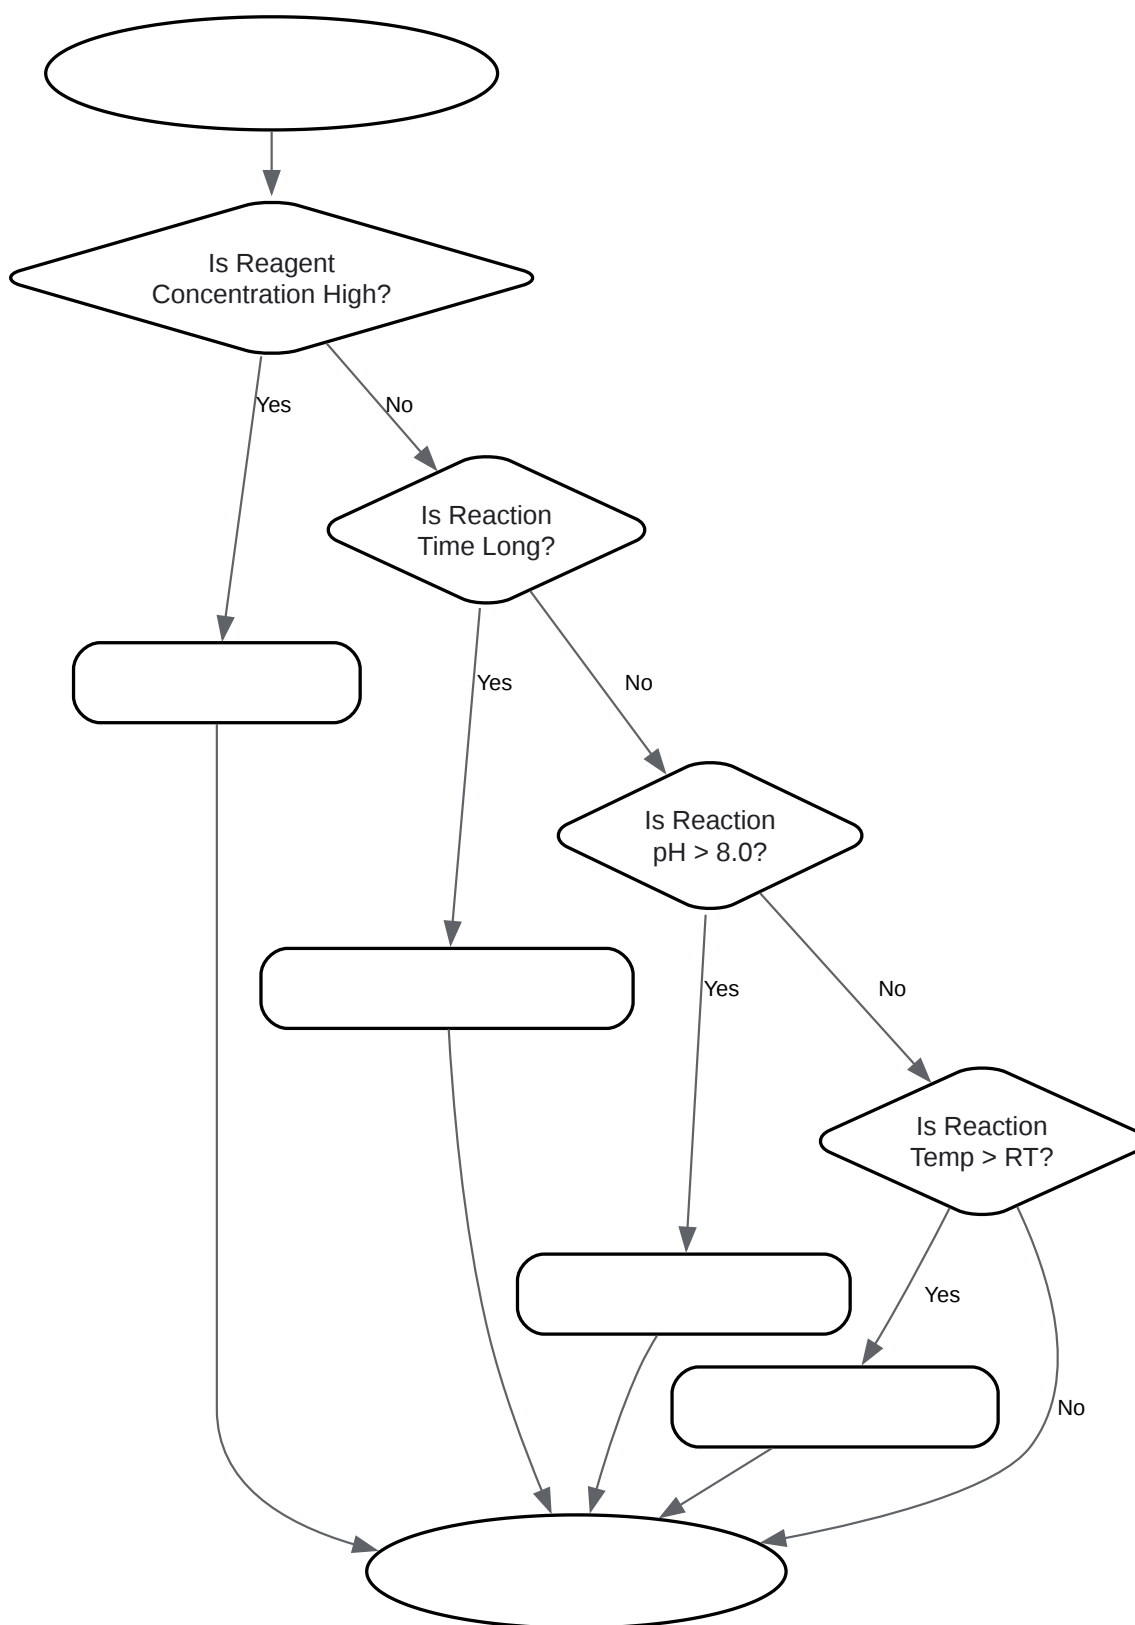 Is Reagent
Concentration High?
Yes
No
Is Reaction
Time Long?
Yes
No
Is Reaction
pH > 8.0?
Yes
No
Is Reaction
Temp > RT?
Yes
No